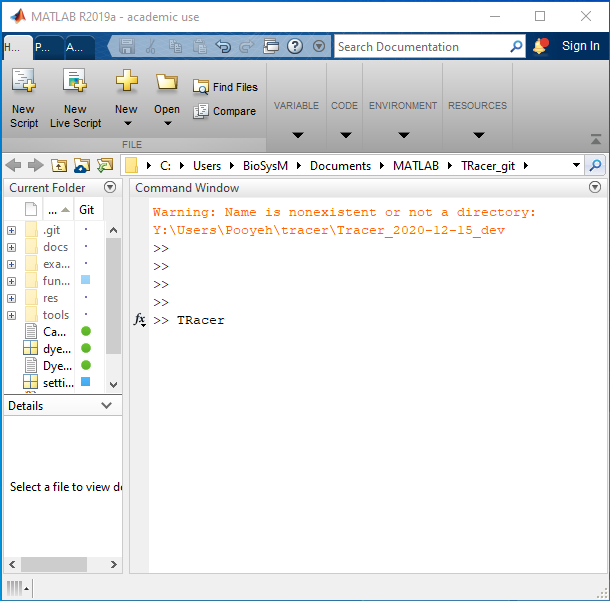 MATLAB R2019a - academic use
H... P... A...
Search Documentation
Sign In
New Script
New Live Script
New
Open
Find Files
Compare
VARIABLE
CODE
ENVIRONMENT
RESOURCES
FILE
C: Users BioSysM Documents MATLAB TRacer_git
Current Folder
Command Window
... Git
.git
docs
exa...
fun...
res
tools
Ca...
dye...
Dye...
setti...
Details
Select a file to view de
Warning: Name is nonexistent or not a directory:
Y:\Users\Pooyeh\tracer\Tracer_2020-12-15_dev
>>
>>
>>
>>
fx >> TRacer